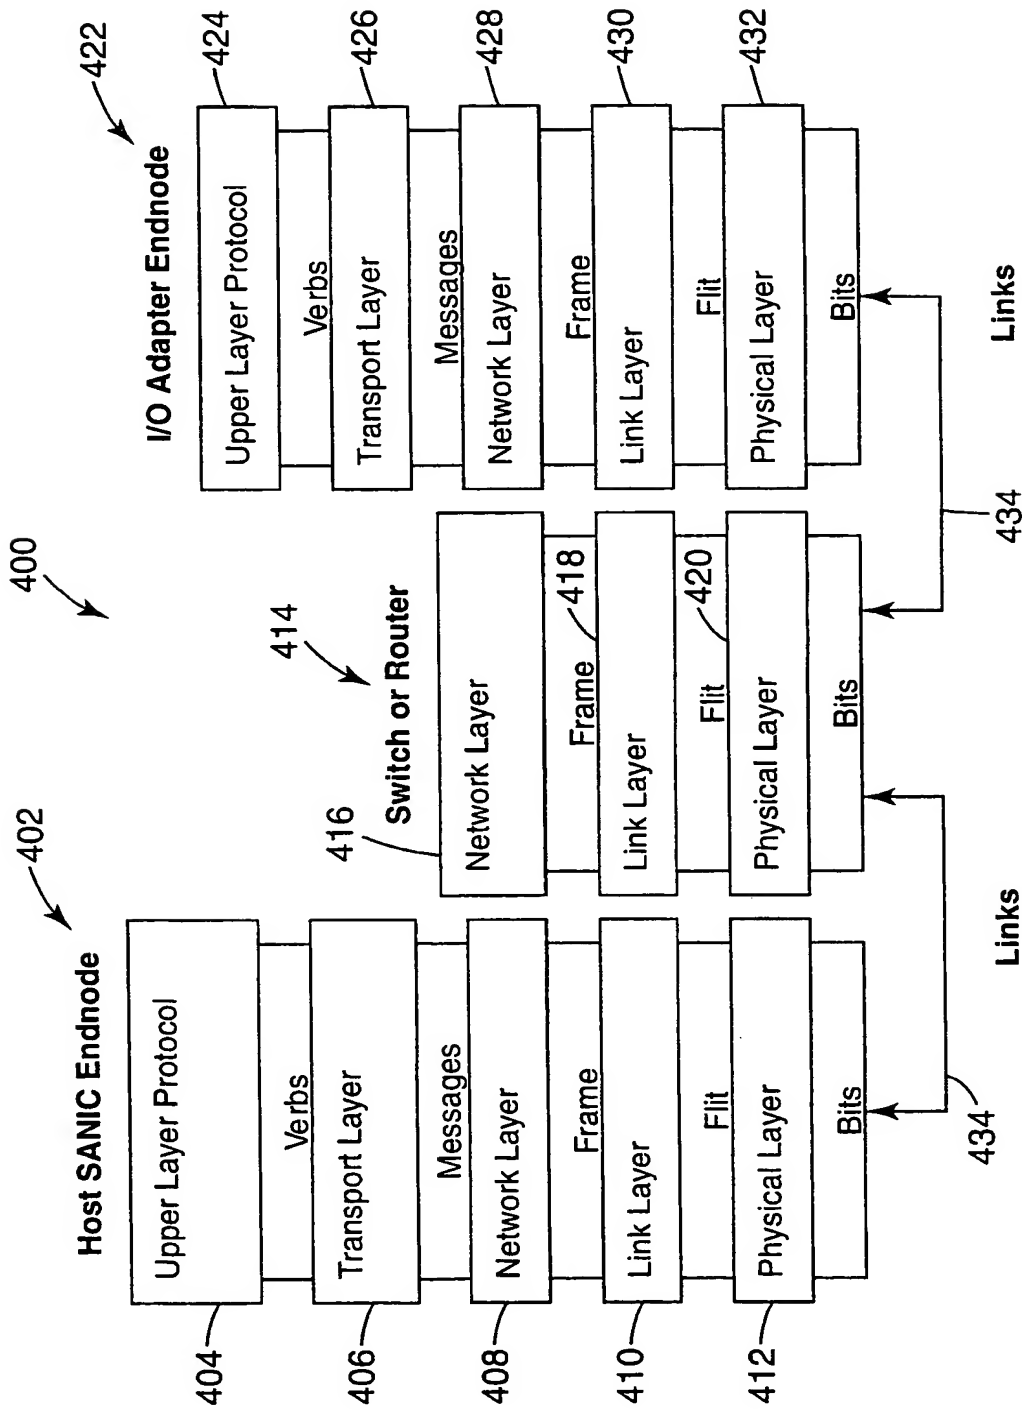 400
402
Host SANIC Endnode
404
Upper Layer Protocol
Verbs
406
Transport Layer
Messages
408
Network Layer
Frame
410
Link Layer
Flit
412
Physical Layer
Bits
434
Links
414
Switch or Router
416
Network Layer
Frame
418
Link Layer
Flit
420
Physical Layer
Bits
422
I/O Adapter Endnode
424
Upper Layer Protocol
Verbs
426
Transport Layer
Messages
428
Network Layer
Frame
430
Link Layer
Flit
432
Physical Layer
Bits
434
Links